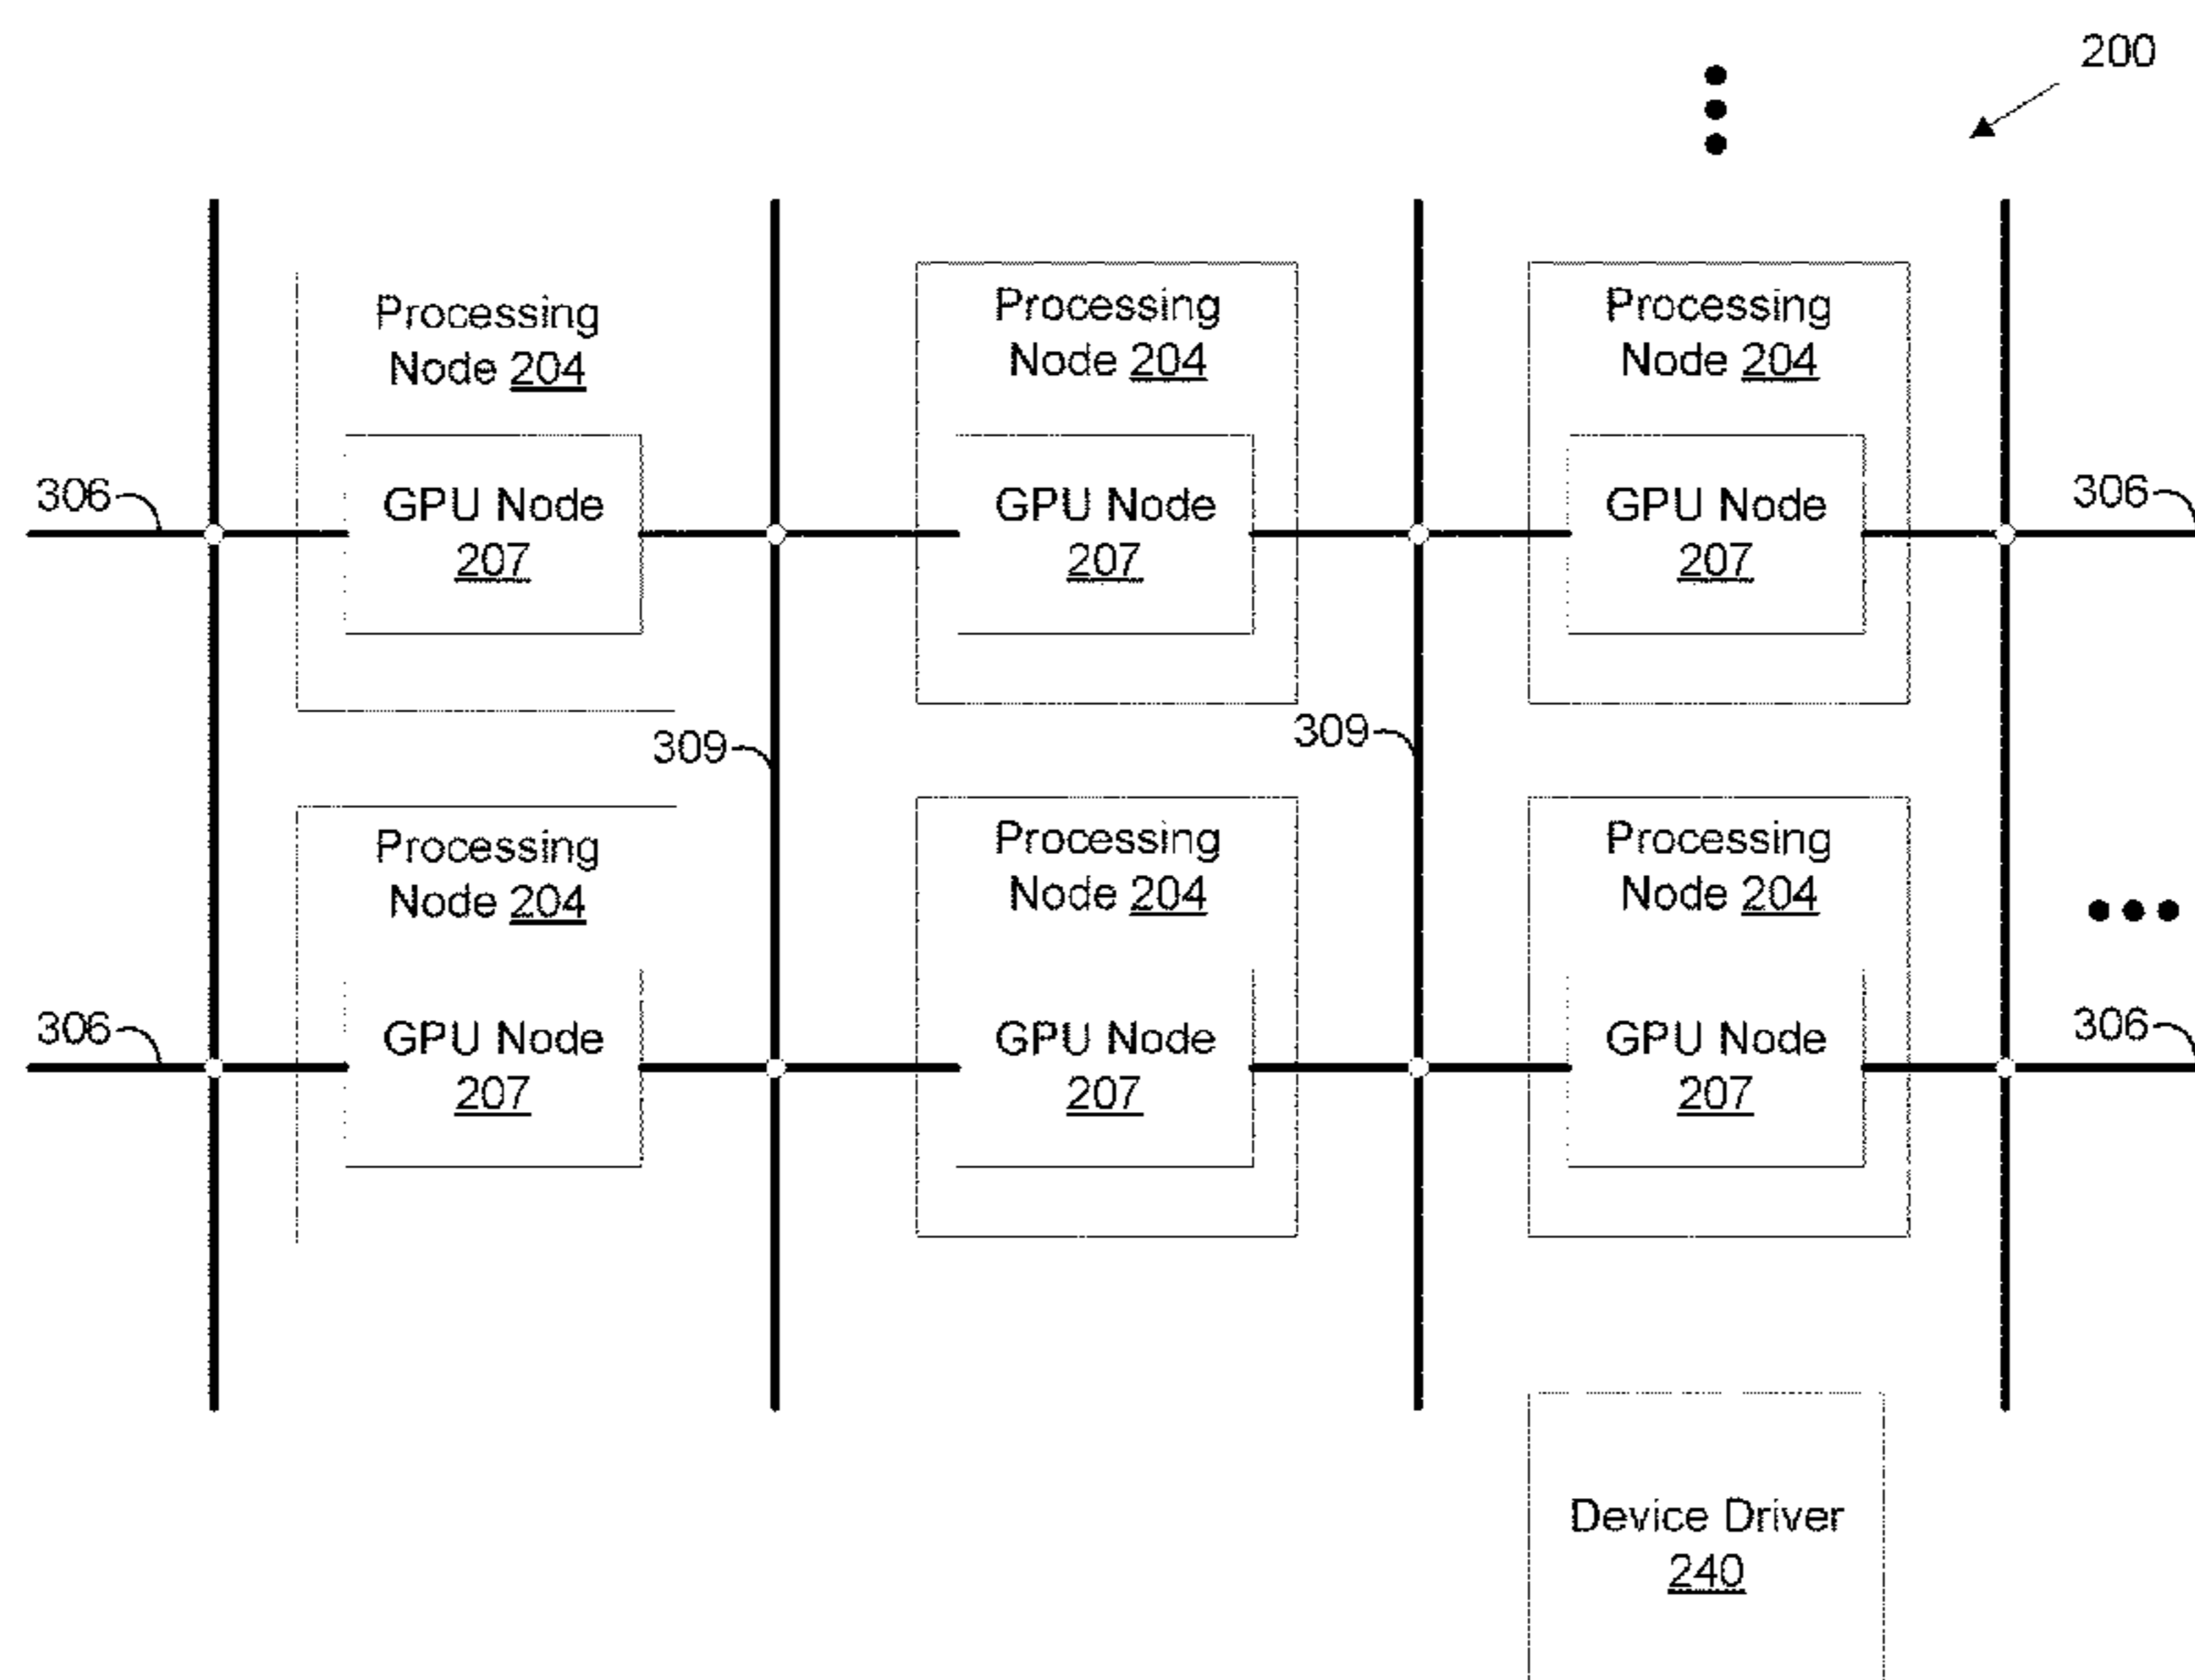 200
Processing
Node 204
Processing
Node 204
Processing
Node 204
306
GPU Node
207
GPU Node
207
GPU Node
207
306
309
309
Processing
Node 204
Processing
Node 204
Processing
Node 204
306
GPU Node
207
GPU Node
207
GPU Node
207
306
Device Driver
240